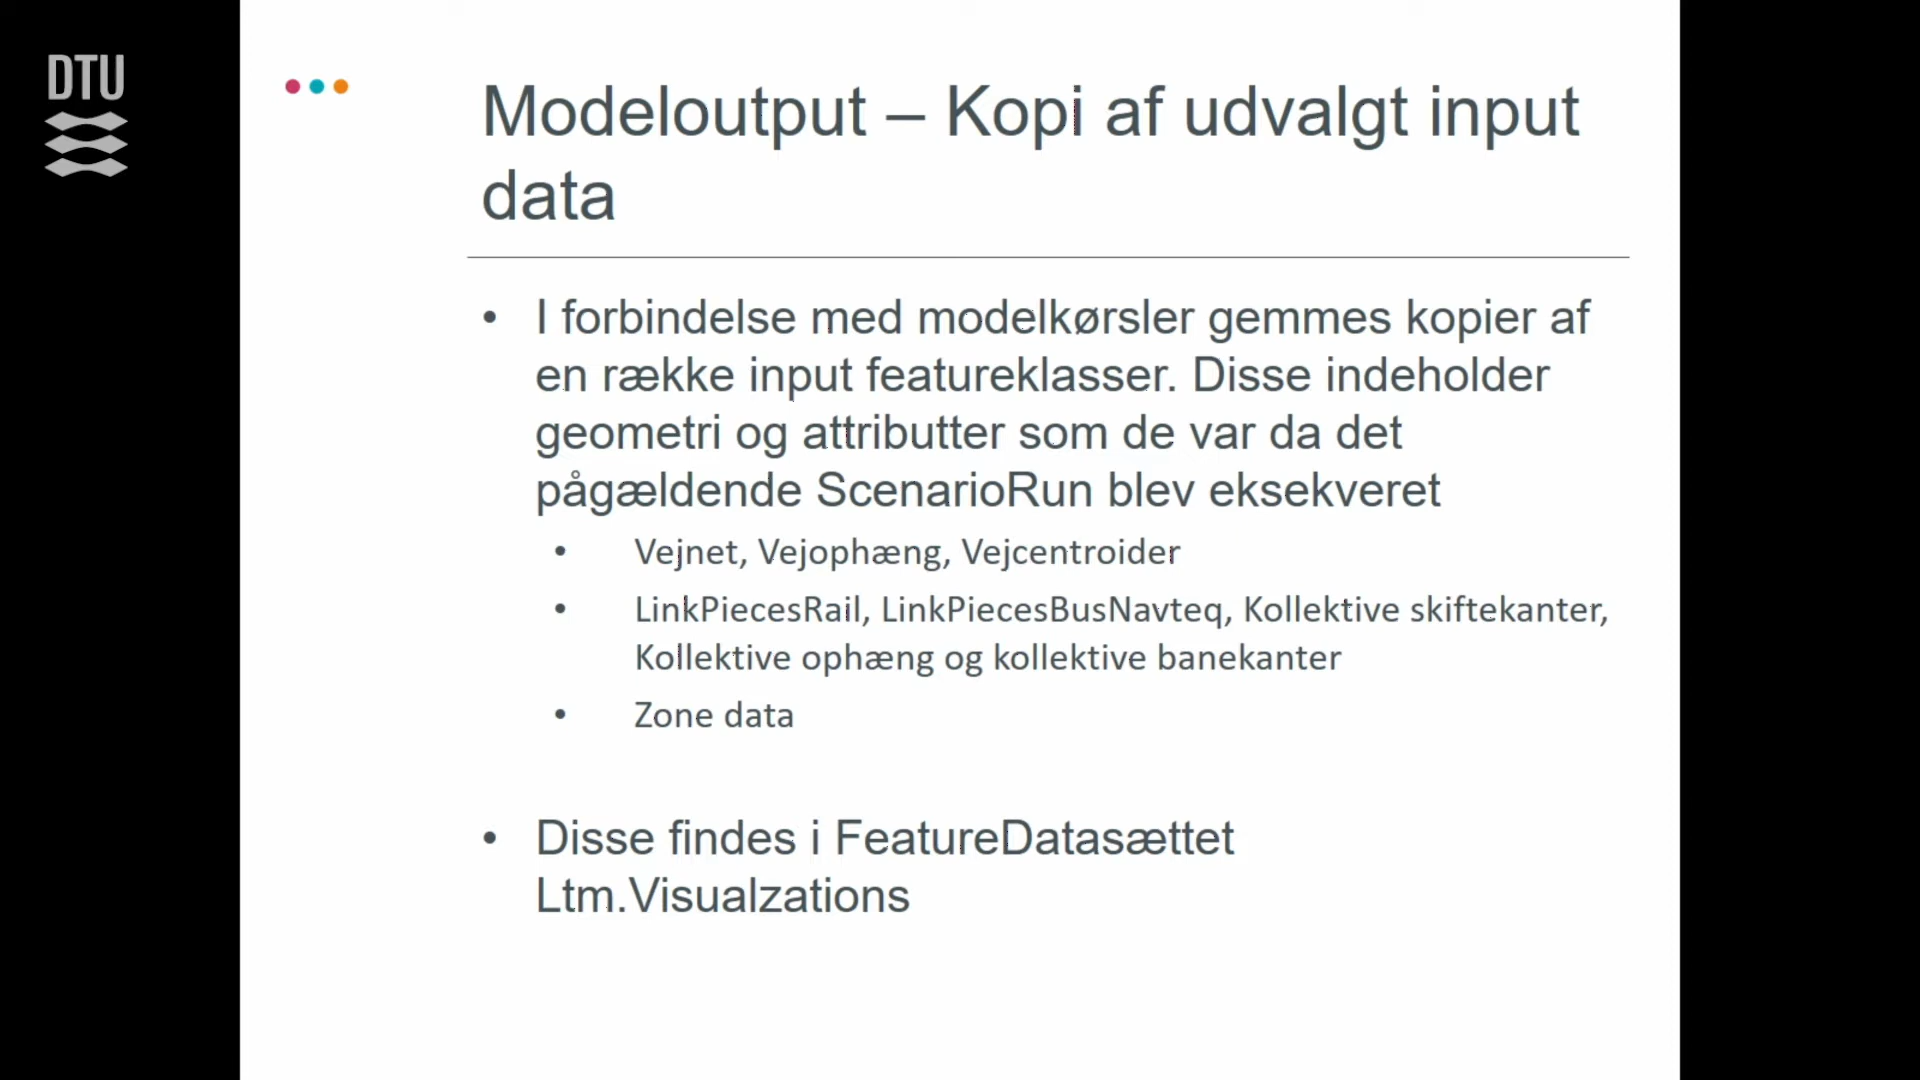 DTU
Modeloutput – Kopi af udvalgt input
data
• I forbindelse med modelkørsler gemmes kopier af
en række input featureklasser. Disse indeholder
geometri og attributter som de var da det
pågældende ScenarioRun blev eksekveret
• Vejnet, Vejophæng, Vejcentroider
• LinkPiecesRail, LinkPiecesBusNavteq, Kollektive skiftekanter,
Kollektive ophæng og kollektive banekanter
• Zone data
• Disse findes i FeatureDatasættet
Ltm.Visualzations